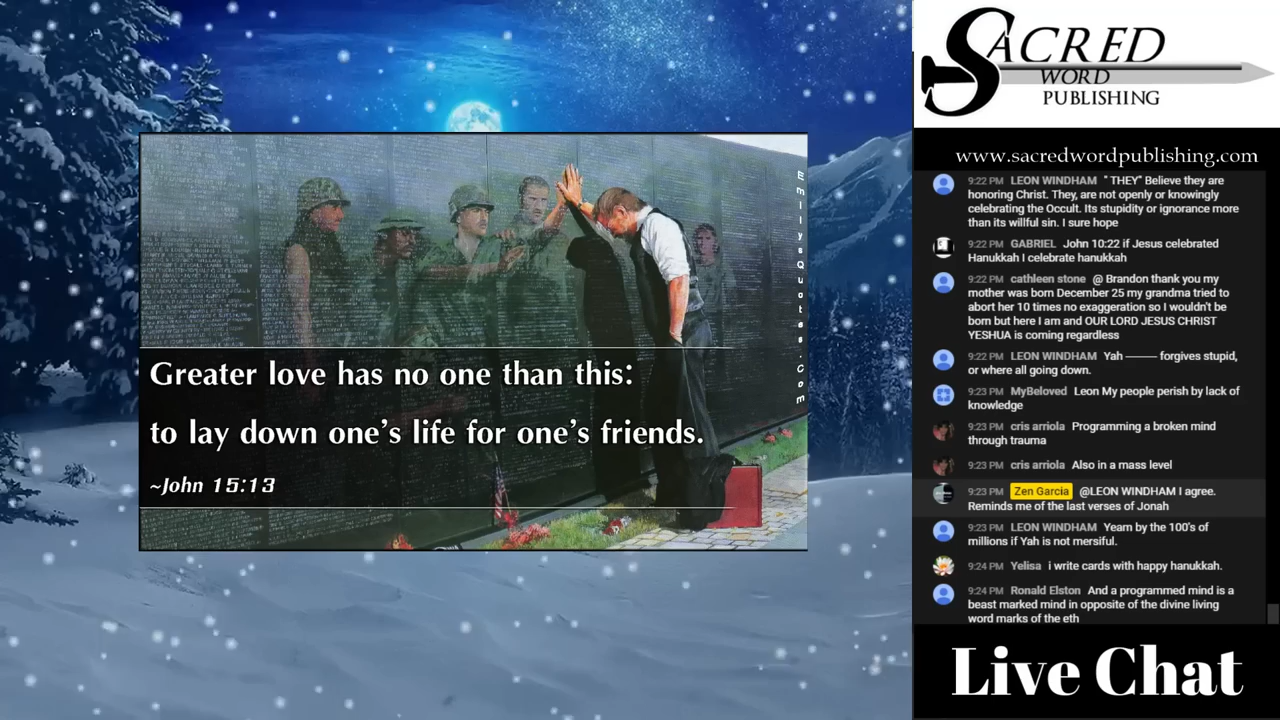 Greater love has no one than this:
to lay down one's life for one's friends.
~John 15:13
EmilysQuotes.Com
SACRED
WORD
PUBLISHING
www.sacredwordpublishing.com
9:22 PM LEON WINDHAM " THEY" Believe they are
honoring Christ. They, are not openly or knowingly
celebrating the Occult. Its stupidity or ignorance more
than its willful sin. I sure hope
9:22 PM GABRIEL John 10:22 if Jesus celebrated
Hanukkah I celebrate hanukkah
9:22 PM cathleen stone @ Brandon thank you my
mother was born December 25 my grandma tried to
abort her 10 times no exaggeration so I wouldn't be
born but here I am and OUR LORD JESUS CHRIST
YESHUA is coming regardless
9:22 PM LEON WINDHAM Yah ——— forgives stupid,
or where all going down.
9:23 PM MyBeloved Leon My people perish by lack of
knowledge
9:23 PM cris arriola Programming a broken mind
through trauma
9:23 PM cris arriola Also in a mass level
9:23 PM Zen Garcia @LEON WINDHAM I agree.
Reminds me of the last verses of Jonah
9:23 PM LEON WINDHAM Yeam by the 100's of
millions if Yah is not mersiful.
9:24 PM Yelisa i write cards with happy hanukkah.
9:24 PM Ronald Elston And a programmed mind is a
beast marked mind in opposite of the divine living
word marks of the eth
Live Chat